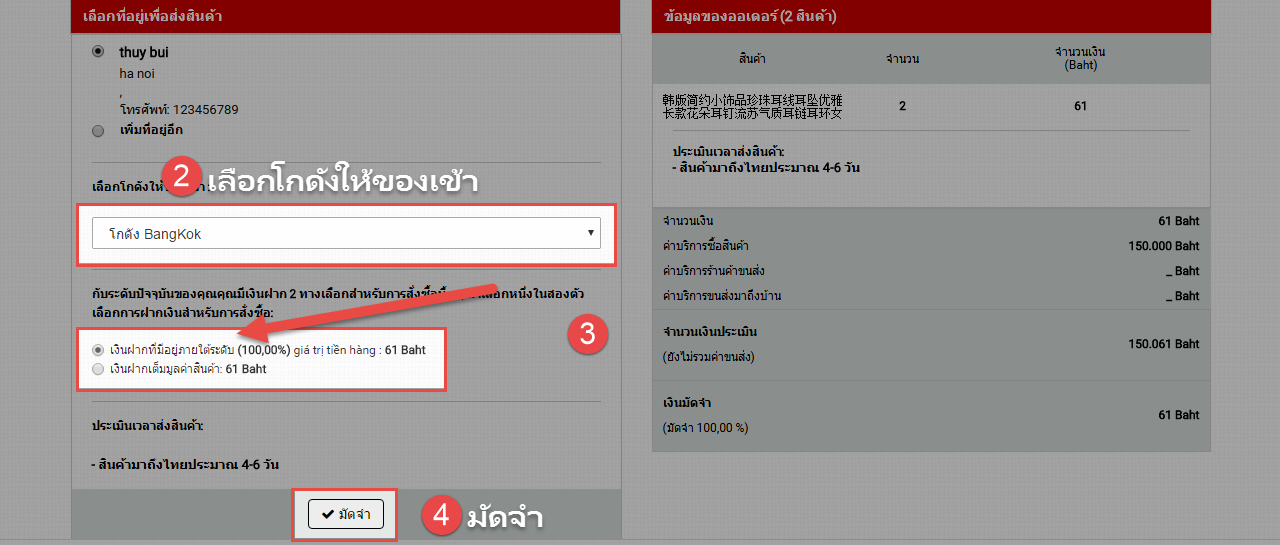 เลือกที่อยู่เพื่อส่งสินค้า
thuy bui
ha noi
,
โทรศัพท์: 123456789
เพิ่มที่อยู่อีก
2 เลือกโกดังให้ของเข้า
เลือกโกดังให้
โกดัง BangKok
กับระดับปัจจุบันของคุณคุณมีเงินฝาก 2 ทางเลือกสำหรับการสั่งซื้อนี้ เลือกหนึ่งในสองตัว
เลือกการฝากเงินสำหรับการสั่งซื้อ:
3
เงินฝากที่มีอยู่ภายใต้ระดับ (100,00%) giá trị tiền hàng : 61 Baht
เงินฝากเต็มมูลค่าสินค้า: 61 Baht
ประเมินเวลาส่งสินค้า:
- สินค้ามาถึงไทยประมาณ 4-6 วัน
มัดจำ
4 มัดจำ
ข้อมูลของออเดอร์ (2 สินค้า)
สินค้า จำนวน จำนวนเงิน
(Baht)
韩版简约小饰品珍珠耳线耳坠优雅 2 61
长款花朵耳钉流苏气质耳链耳环女
ประเมินเวลาส่งสินค้า:
- สินค้ามาถึงไทยประมาณ 4-6 วัน
จำนวนเงิน 61 Baht
ค่าบริการซื้อสินค้า 150.000 Baht
ค่าบริการร้านค้าขนส่ง _ Baht
ค่าบริการขนส่งมาถึงบ้าน _ Baht
จำนวนเงินประเมิน 150.061 Baht
(ยังไม่รวมค่าขนส่ง)
เงินมัดจำ 61 Baht
(มัดจำ 100,00 %)